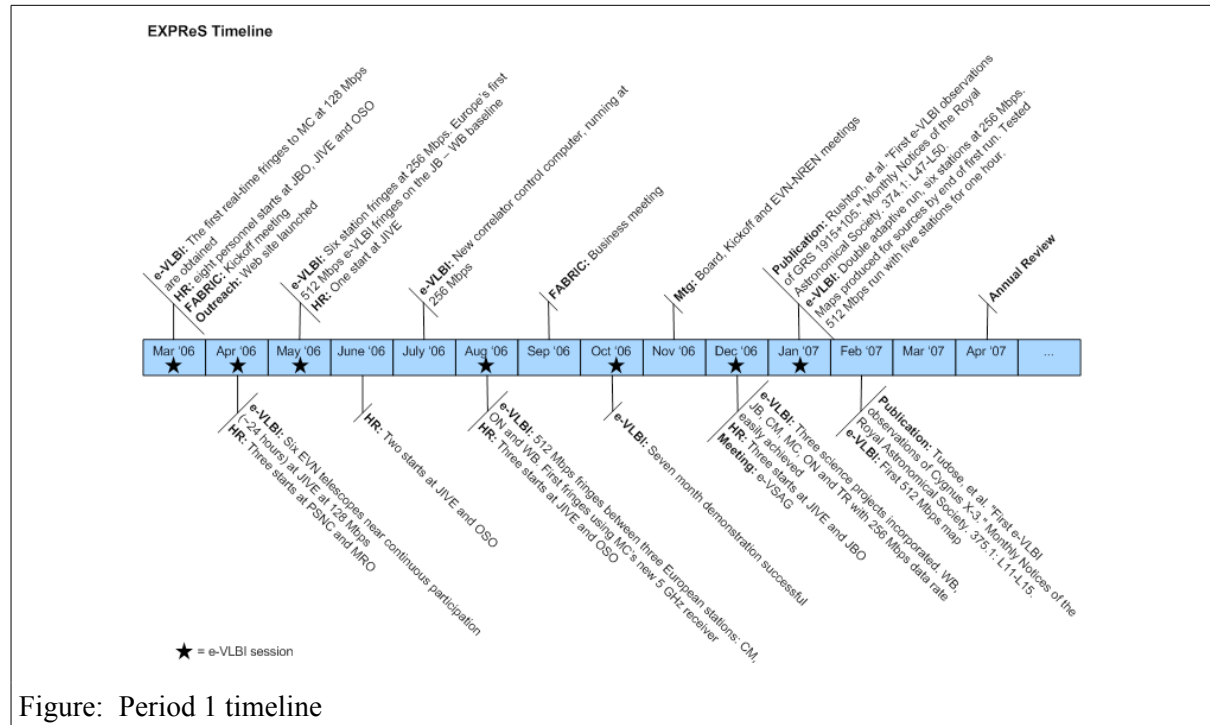 EXPReS Timeline
e-VLBI: The first real-time fringes to MC at 128 Mbps
are obtained
HR: eight personnel starts at JBO, JIVE and OSO
FABRIC: Kickoff meeting
Outreach: Web site launched
e-VLBI: Six station fringes at 256 Mbps. Europe's first
512 Mbps e-VLBI fringes on the JB – WB baseline
HR: One start at JIVE
e-VLBI: New correlator control computer, running at
256 Mbps
FABRIC: Business meeting
Mtg: Board, Kickoff and EVN-NREN meetings
Publication: Rushton, et al. "First e-VLBI observations
of GRS 1915+105." Monthly Notices of the Royal
Astronomical Society. 374.1: L47-L50.
e-VLBI: Double adaptive run, six stations at 256 Mbps.
Maps produced for sources by end of first run. Tested
512 Mbps run with five stations for one hour.
Annual Review
Mar '06 Apr '06 May '06 June '06 July '06 Aug '06 Sep '06 Oct '06 Nov '06 Dec '06 Jan '07 Feb '07 Mar '07 Apr '07 ...
e-VLBI: Six EVN telescopes near continuous participation
(~24 hours) at JIVE at 128 Mbps
HR: Three starts at PSNC and MRO
HR: Two starts at JIVE and OSO
e-VLBI: 512 Mbps fringes between three European stations: CM,
ON and WB. First fringes using MC's new 5 GHz receiver
HR: Three starts at JIVE and OSO
e-VLBI: Seven month demonstration successful
e-VLBI: Three science projects incorporated. WB,
JB, CM, MC, ON and TR with 256 Mbps data rate
easily achieved
HR: Three starts at JIVE and JBO
Meeting: e-VSAG
Publication: Tudose, et al. "First e-VLBI
observations of Cygnus X-3." Monthly Notices of the
Royal Astronomical Society. 375.1: L11-L15.
e-VLBI: First 512 Mbps map
★ = e-VLBI session
Figure: Period 1 timeline